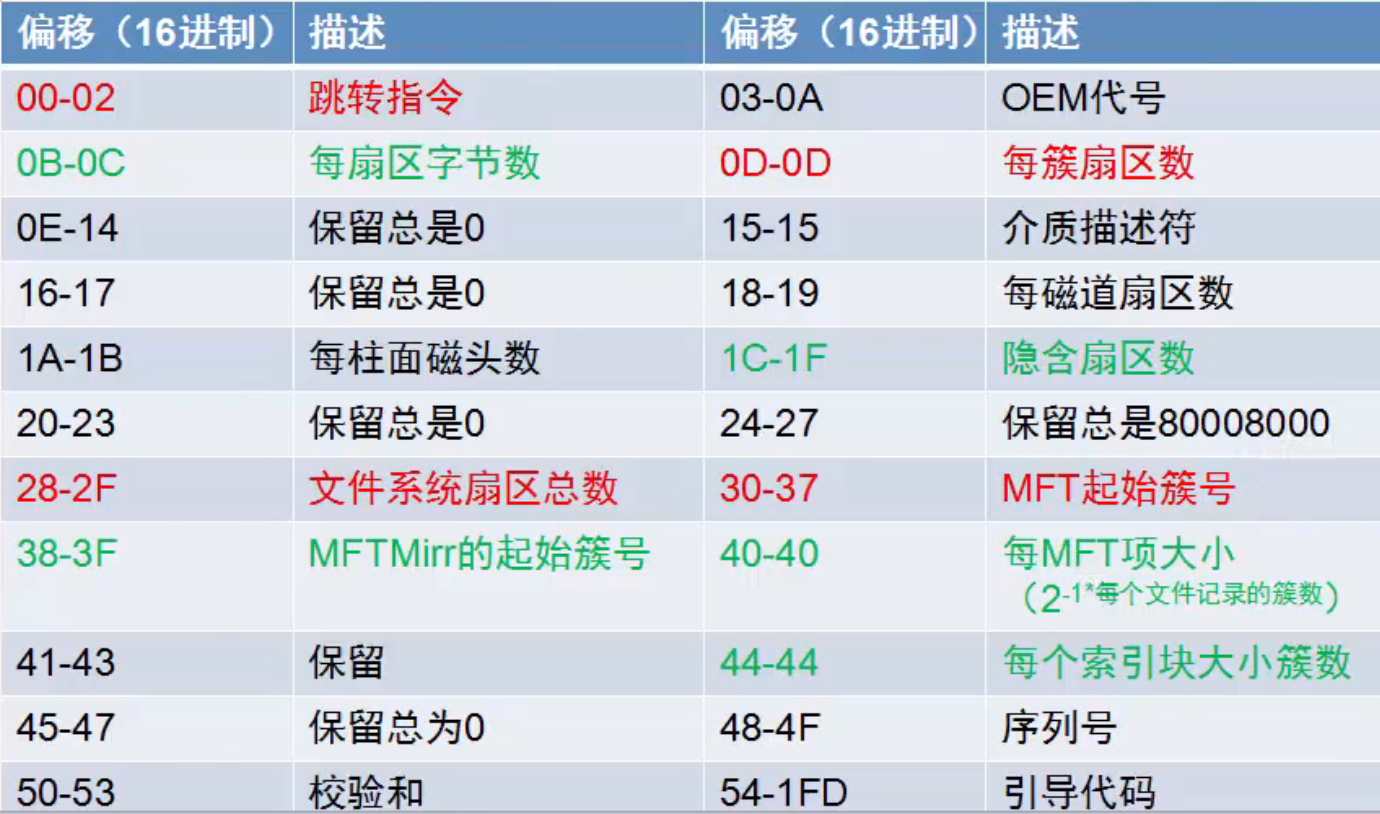 偏移（16进制） 描述 偏移（16进制） 描述
00-02 跳转指令 03-0A OEM代号
0B-0C 每扇区字节数 0D-0D 每簇扇区数
0E-14 保留总是0 15-15 介质描述符
16-17 保留总是0 18-19 每磁道扇区数
1A-1B 每柱面磁头数 1C-1F 隐含扇区数
20-23 保留总是0 24-27 保留总是80008000
28-2F 文件系统扇区总数 30-37 MFT起始簇号
38-3F MFTMirr的起始簇号 40-40 每MFT项大小
（2-1*每个文件记录的簇数）
41-43 保留 44-44 每个索引块大小簇数
45-47 保留总为0 48-4F 序列号
50-53 校验和 54-1FD 引导代码